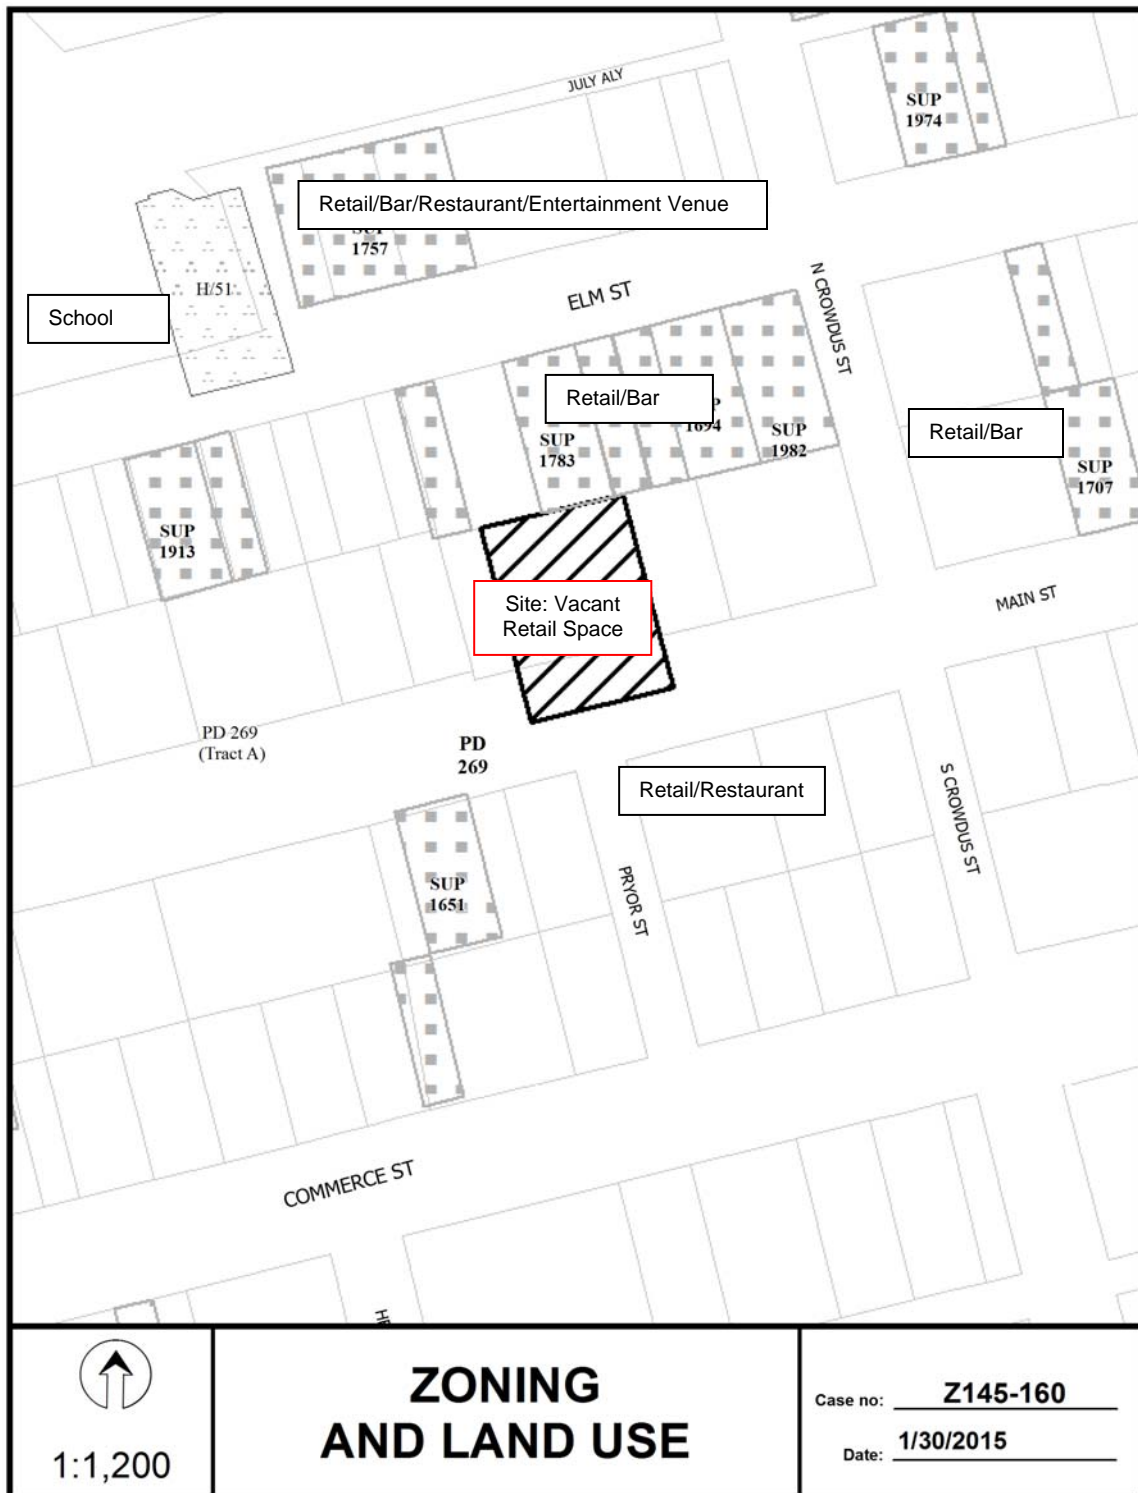 JULY ALY
SUP
1974
Retail/Bar/Restaurant/Entertainment Venue
SUP
1757
H/51
School
ELM ST
N CROWDUS ST
Retail/Bar
SUP
1783
1694
SUP
1982
Retail/Bar
SUP
1707
SUP
1913
Site: Vacant
Retail Space
MAIN ST
PD 269
(Tract A)
PD
269
Retail/Restaurant
S CROWDUS ST
SUP
1651
PRYOR ST
COMMERCE ST
1:1,200
ZONING
AND LAND USE
Case no: Z145-160
Date: 1/30/2015